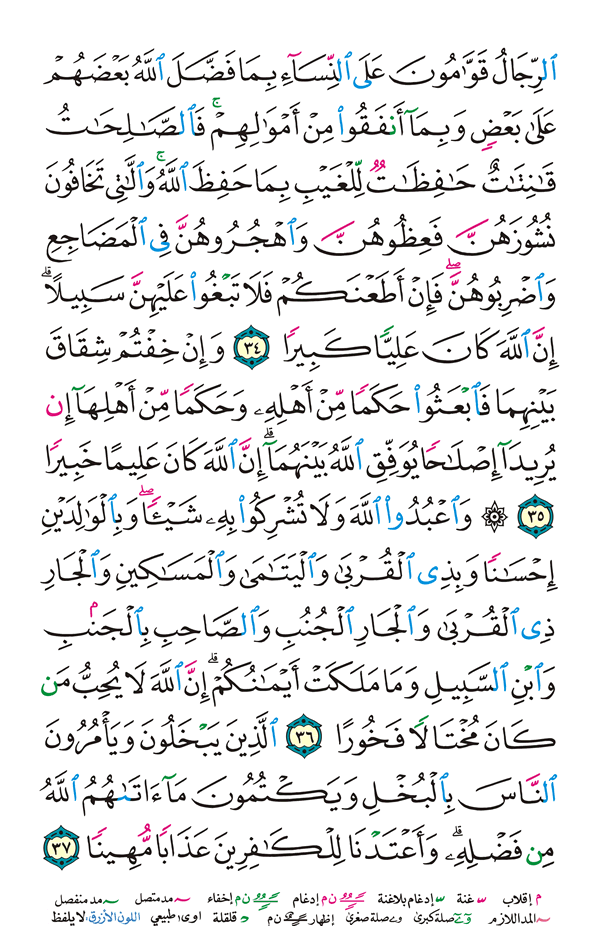 ٱلرِّجَالُ قَوَّٰمُونَ عَلَى ٱلنِّسَآءِ بِمَا فَضَّلَ ٱللَّهُ بَعْضَهُمْ
عَلَىٰ بَعْضٍ وَبِمَآ أَنفَقُوا۟ مِنْ أَمْوَٰلِهِمْ ۚ فَٱلصَّٰلِحَٰتُ
قَٰنِتَٰتٌ حَٰفِظَٰتٌ لِّلْغَيْبِ بِمَا حَفِظَ ٱللَّهُ ۚ وَٱلَّٰتِى تَخَافُونَ
نُشُوزَهُنَّ فَعِظُوهُنَّ وَٱهْجُرُوهُنَّ فِى ٱلْمَضَاجِعِ
وَٱضْرِبُوهُنَّ ۖ فَإِنْ أَطَعْنَكُمْ فَلَا تَبْغُوا۟ عَلَيْهِنَّ سَبِيلًا ۗ
إِنَّ ٱللَّهَ كَانَ عَلِيًّا كَبِيرًا ٣٤ وَإِنْ خِفْتُمْ شِقَاقَ
بَيْنِهِمَا فَٱبْعَثُوا۟ حَكَمًا مِّنْ أَهْلِهِۦ وَحَكَمًا مِّنْ أَهْلِهَآ إِن
يُرِيدَآ إِصْلَٰحًا يُوَفِّقِ ٱللَّهُ بَيْنَهُمَآ ۗ إِنَّ ٱللَّهَ كَانَ عَلِيمًا خَبِيرًا
٣٥ ۞ وَٱعْبُدُوا۟ ٱللَّهَ وَلَا تُشْرِكُوا۟ بِهِۦ شَيْـًٔا ۖ وَبِٱلْوَٰلِدَيْنِ
إِحْسَٰنًا وَبِذِى ٱلْقُرْبَىٰ وَٱلْيَتَٰمَىٰ وَٱلْمَسَٰكِينِ وَٱلْجَارِ
ذِى ٱلْقُرْبَىٰ وَٱلْجَارِ ٱلْجُنُبِ وَٱلصَّاحِبِ بِٱلْجَنۢبِ
وَٱبْنِ ٱلسَّبِيلِ وَمَا مَلَكَتْ أَيْمَٰنُكُمْ ۗ إِنَّ ٱللَّهَ لَا يُحِبُّ مَن
كَانَ مُخْتَالًا فَخُورًا ٣٦ ٱلَّذِينَ يَبْخَلُونَ وَيَأْمُرُونَ
ٱلنَّاسَ بِٱلْبُخْلِ وَيَكْتُمُونَ مَآ ءَاتَىٰهُمُ ٱللَّهُ
مِن فَضْلِهِۦ ۗ وَأَعْتَدْنَا لِلْكَٰفِرِينَ عَذَابًا مُّهِينًا ٣٧
م إقلاب غنة إدغام بلاغنة ن م إدغام ن م إخفاء مد متصل مد منفصل
المد اللازم صلة كبرى صلة صغرى إظهار ن م قلقلة اوى طبيعي اللون الأزرق: لا يلفظ